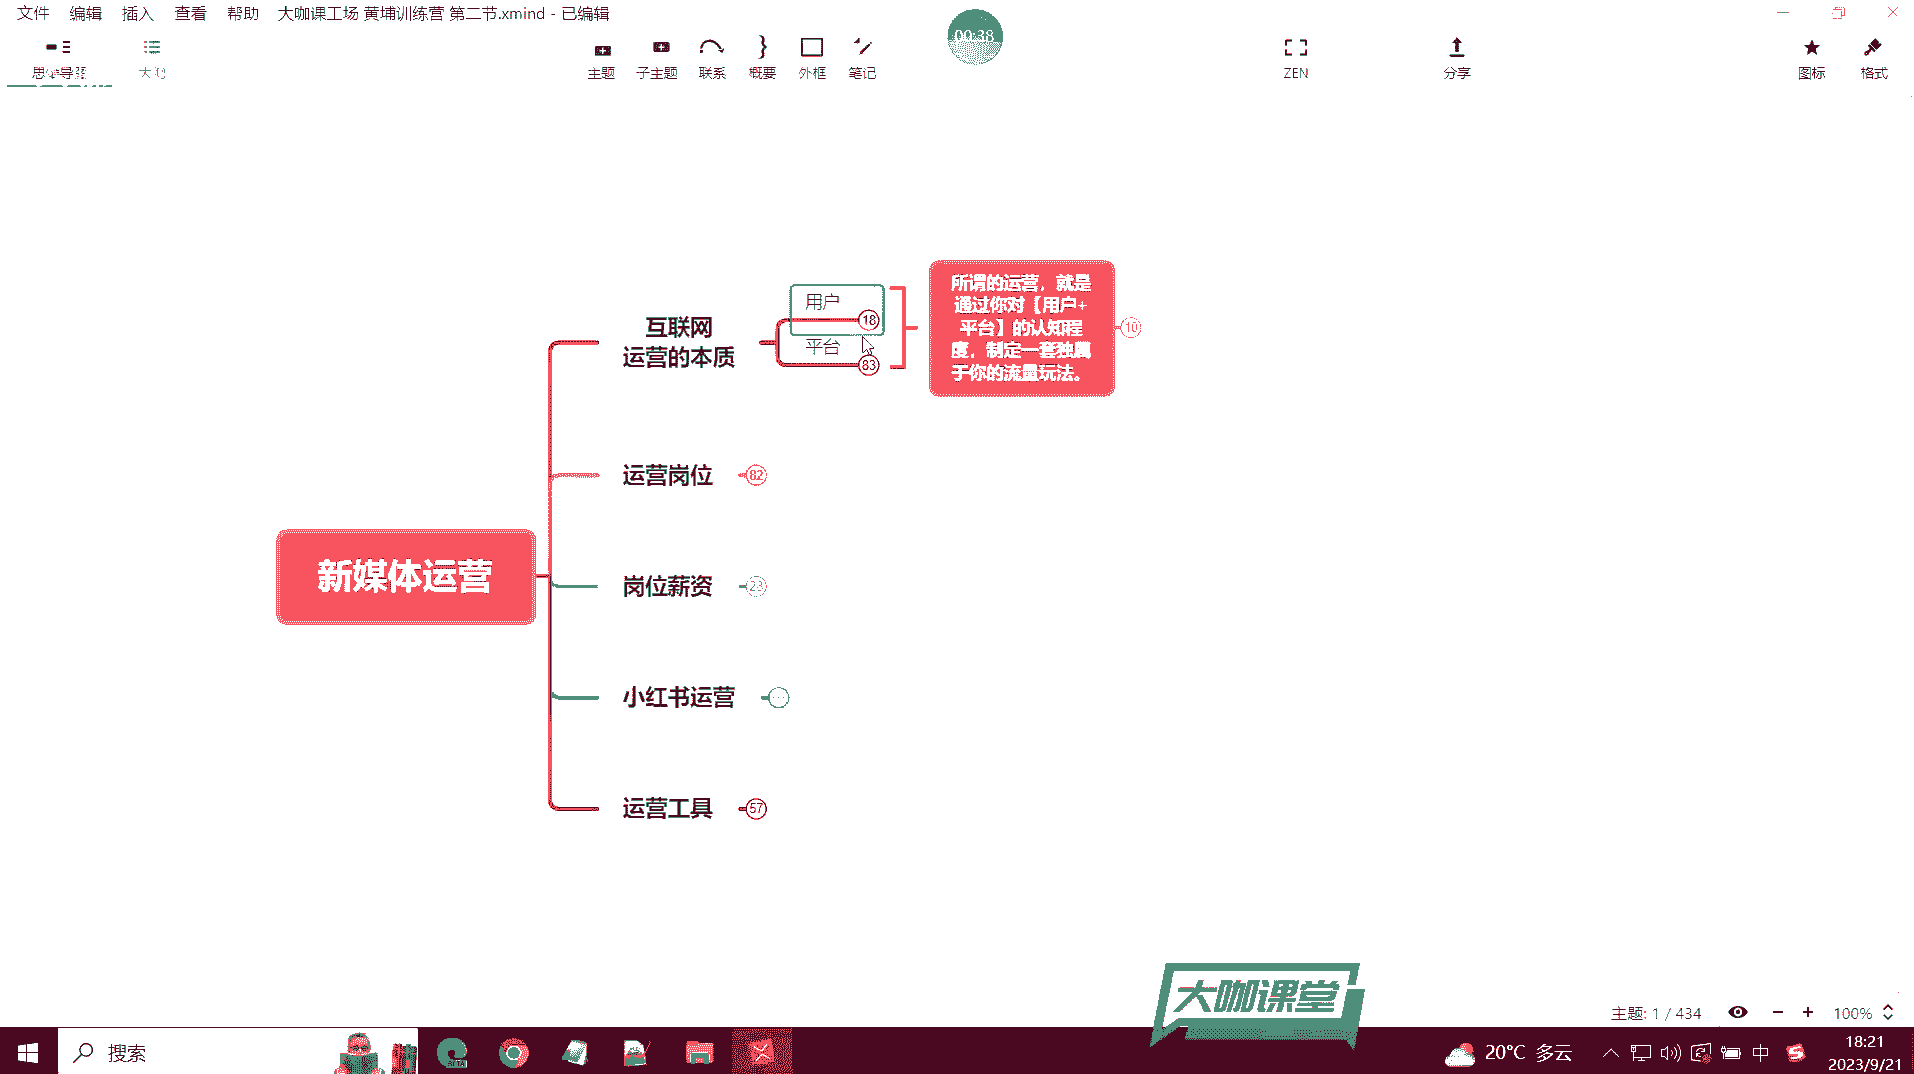 文件 编辑 插入 查看 帮助 大咖课工场 黄埔训练营 第二节.xmind - 已编辑
00:38
思维导图
主题 子主题 联系 概要 外框 笔记 ZEN 分享 图标 格式
用户
18
平台
83
互联网
运营的本质
所谓的运营，就是
通过你对【用户+
平台】的认知程
度，制定一套独属
于你的流量玩法。
10
运营岗位
82
新媒体运营
岗位薪资
23
小红书运营
运营工具
57
大咖课堂
主题: 1 / 434
100%
搜索
20°C 多云
中
18:21
2023/9/21